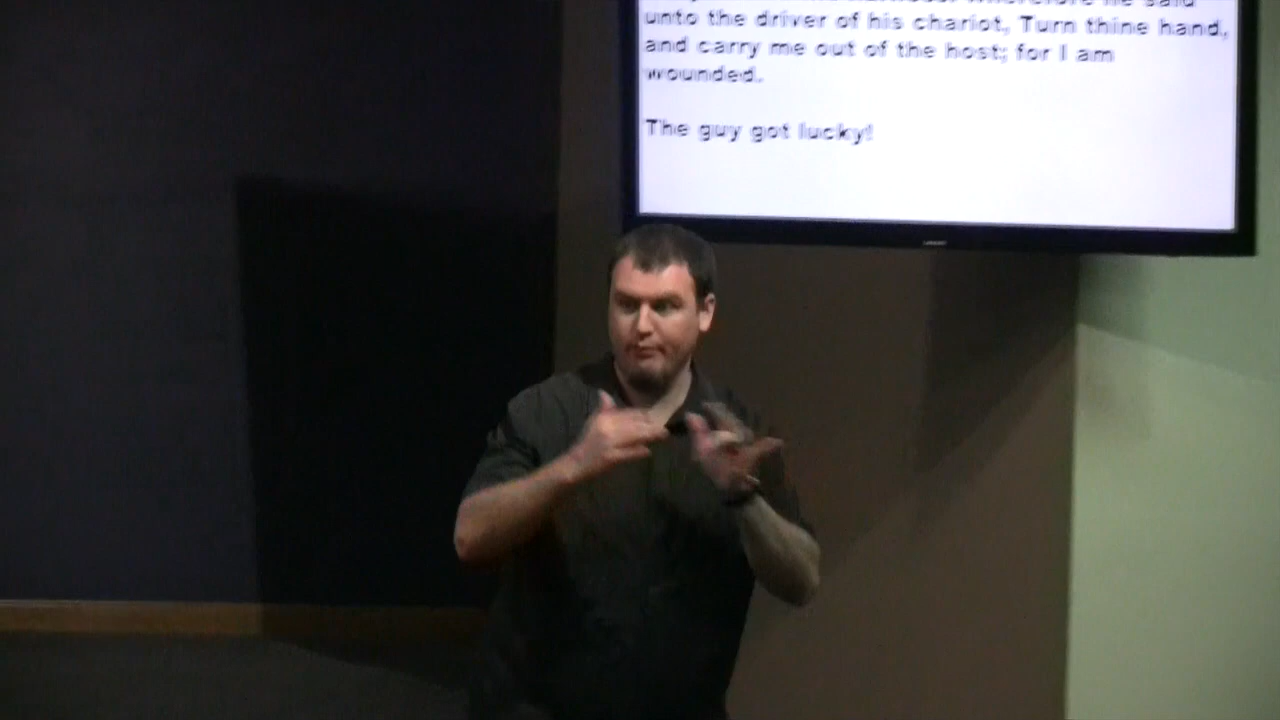 unto the driver of his chariot, Turn thine hand,
and carry me out of the host; for I am
wounded.
The guy got lucky!